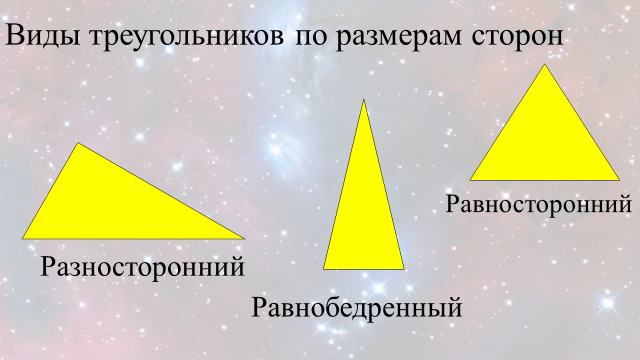 Виды треугольников по размерам сторон
Разносторонний
Равнобедренный
Равносторонний